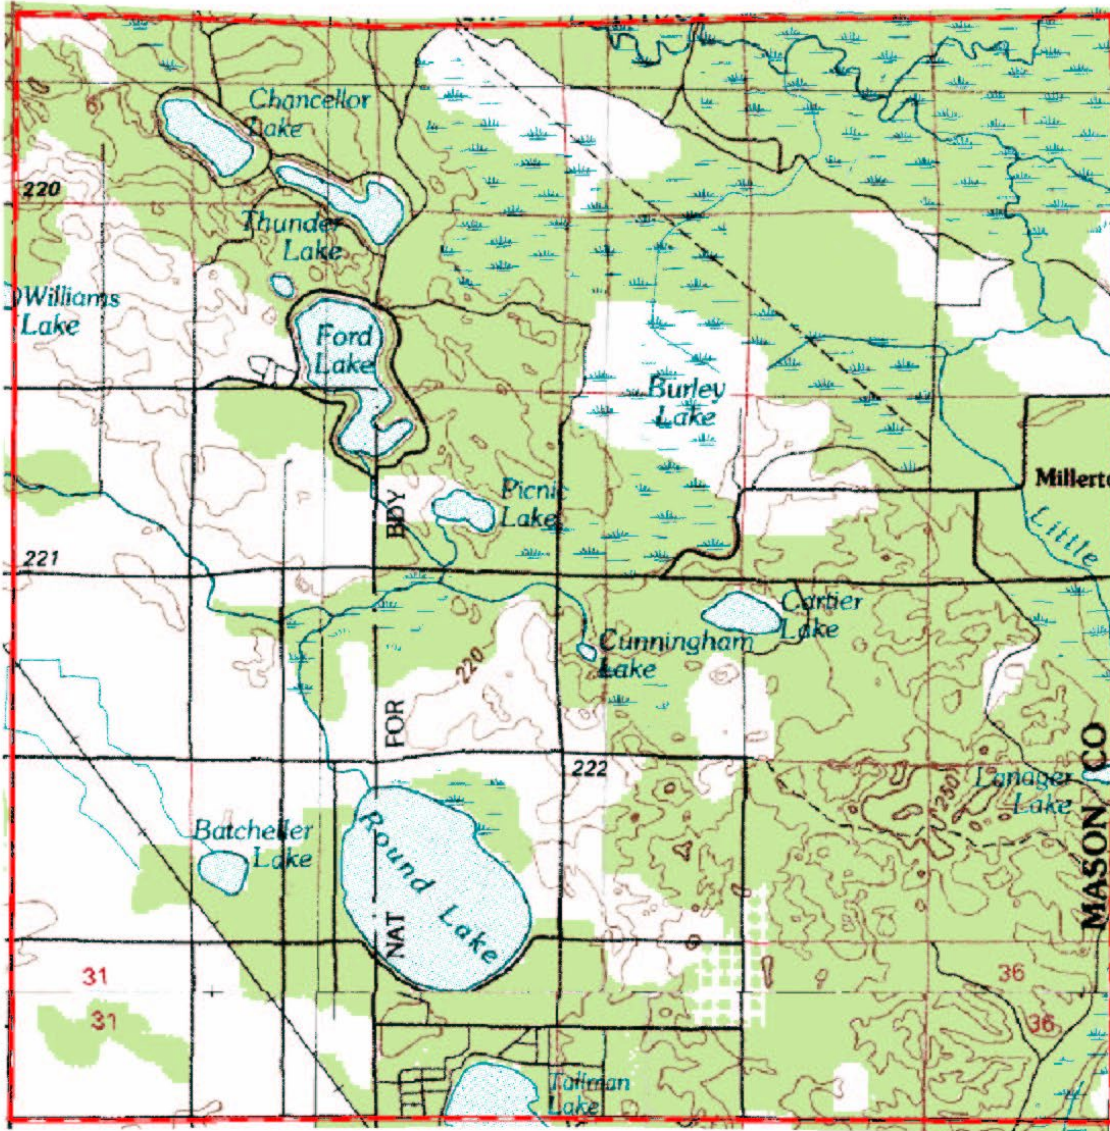 Chancellor
Lake
220
Thunder
Lake
Williams
Lake
Ford
Lake
Burley
Lake
Picnic
Lake
Millerto
Little
BDY
221
Cartier
Lake
Cunningham
Lake
220
FOR
222
250
Lanager
Lake
MASON CO
Batcheller
Lake
Round Lake
NAT
31
36
31
36
Tallman
Lake